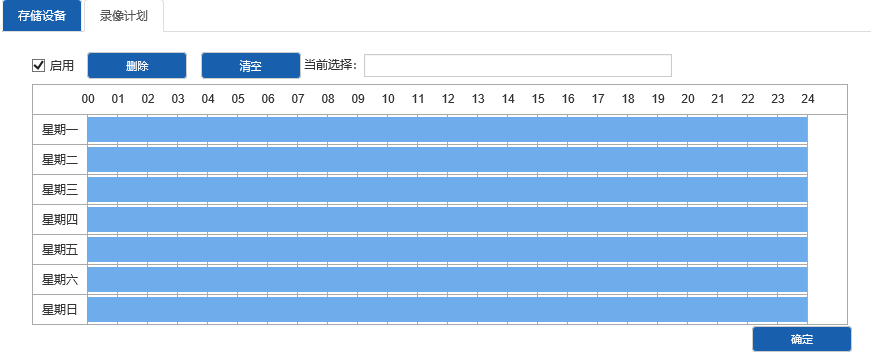 存储设备 录像计划
启用 删除 清空 当前选择：
00 01 02 03 04 05 06 07 08 09 10 11 12 13 14 15 16 17 18 19 20 21 22 23 24
星期一
星期二
星期三
星期四
星期五
星期六
星期日
确定